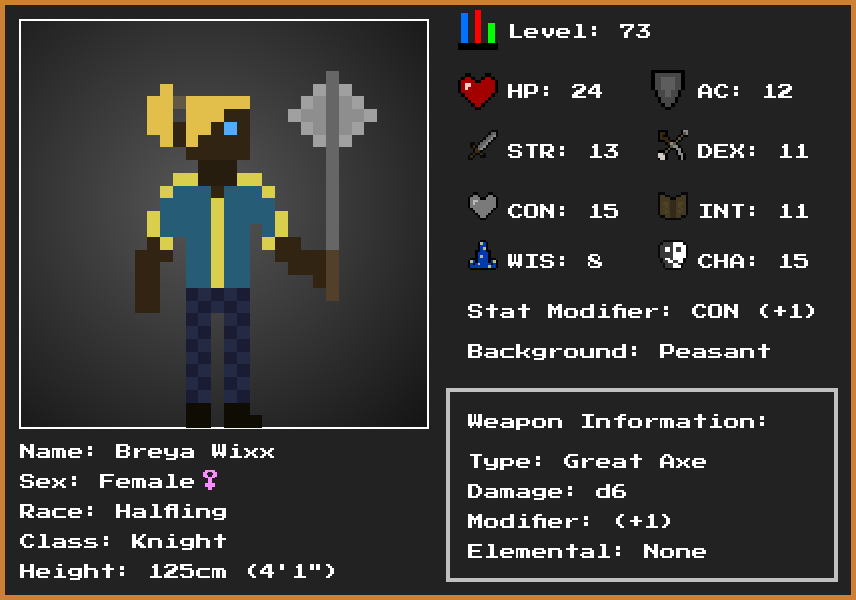 Level: 73
HP: 24
AC: 12
STR: 13
DEX: 11
CON: 15
INT: 11
WIS: 8
CHA: 15
Stat Modifier: CON (+1)
Background: Peasant
Weapon Information:
Type: Great Axe
Damage: d6
Modifier: (+1)
Elemental: None
Name: Breya Wixx
Sex: Female♀
Race: Halfling
Class: Knight
Height: 125cm (4'1")